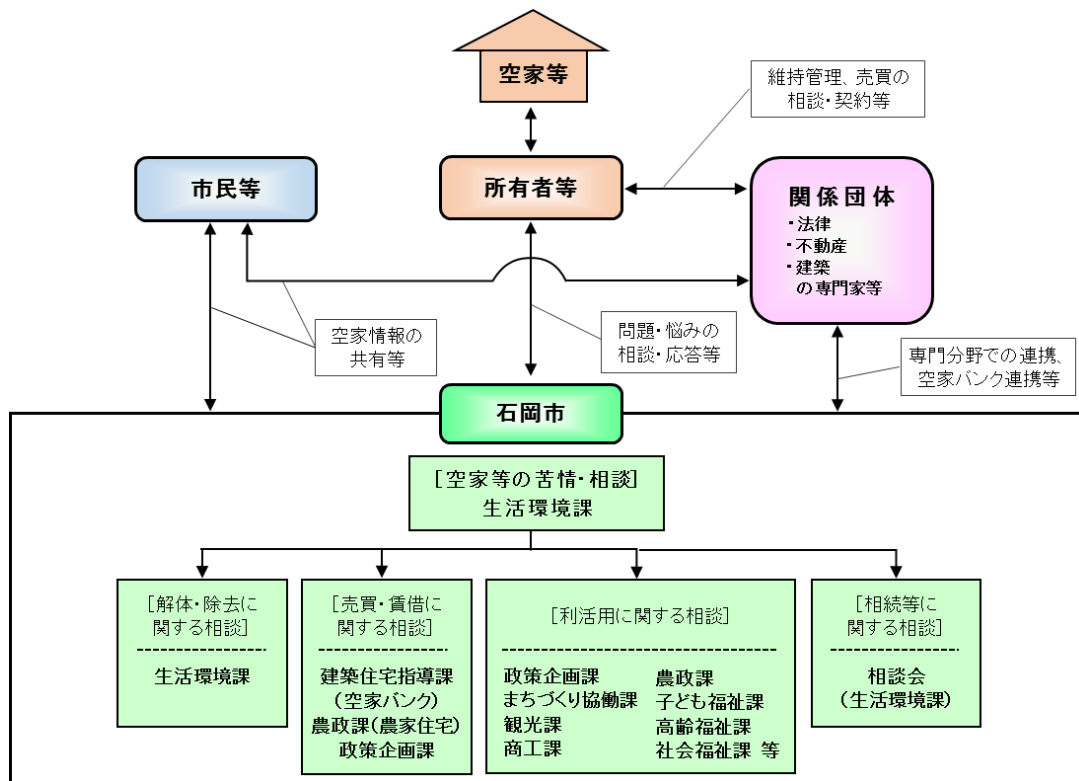 空家等
維持管理、売買の
相談・契約等
市民等
所有者等
関係団体
・法律
・不動産
・建築
の専門家等
空家情報の
共有等
問題・悩みの
相談・応答等
専門分野での連携、
空家バンク連携等
石岡市
[空家等の苦情・相談]
生活環境課
[解体・除去に
関する相談]
生活環境課
[売買・賃借に
関する相談]
建築住宅指導課
(空家バンク)
農政課(農家住宅)
政策企画課
[利活用に関する相談]
政策企画課
まちづくり協働課
観光課
商工課
農政課
子ども福祉課
高齢福祉課
社会福祉課 等
[相続等に
関する相談]
相談会
(生活環境課)